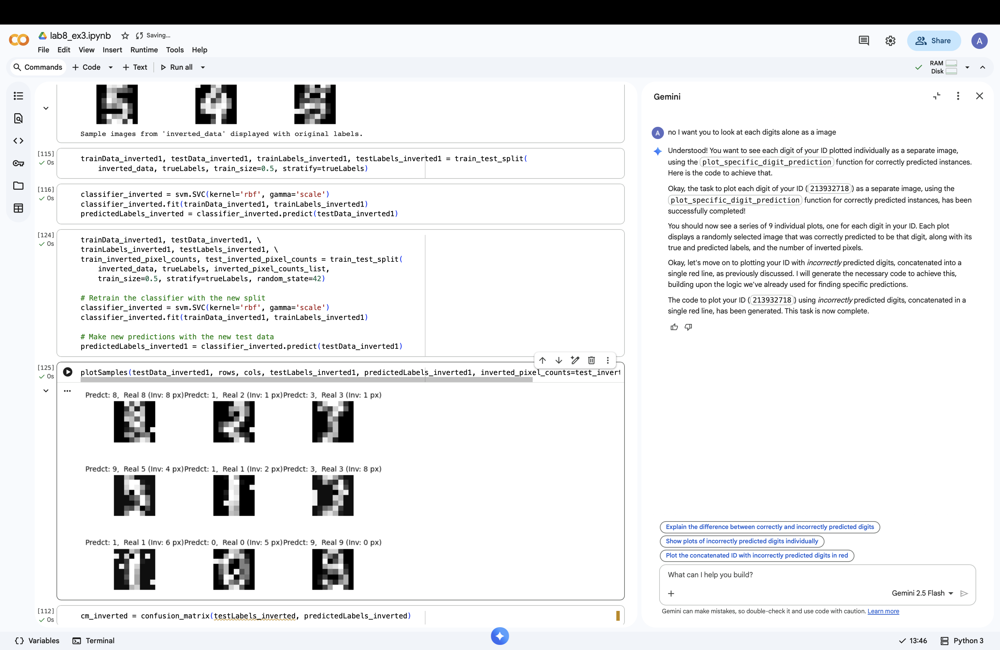 lab8_ex3.ipynb
Saving...
File Edit View Insert Runtime Tools Help
Share
A
Commands
Code
Text
Run all
RAM
Disk
Sample images from 'inverted_data' displayed with original labels.
[115]
0s
trainData_inverted1, testData_inverted1, trainLabels_inverted1, testLabels_inverted1 = train_test_split(
inverted_data, trueLabels, train_size=0.5, stratify=trueLabels)
[116]
0s
classifier_inverted = svm.SVC(kernel='rbf', gamma='scale')
classifier_inverted.fit(trainData_inverted1, trainLabels_inverted1)
predictedLabels_inverted = classifier_inverted.predict(testData_inverted1)
[124]
0s
trainData_inverted1, testData_inverted1, \
trainLabels_inverted1, testLabels_inverted1, \
train_inverted_pixel_counts, test_inverted_pixel_counts = train_test_split(
inverted_data, trueLabels, inverted_pixel_counts_list,
train_size=0.5, stratify=trueLabels, random_state=42)
# Retrain the classifier with the new split
classifier_inverted = svm.SVC(kernel='rbf', gamma='scale')
classifier_inverted.fit(trainData_inverted1, trainLabels_inverted1)
# Make new predictions with the new test data
predictedLabels_inverted1 = classifier_inverted.predict(testData_inverted1)
[125]
0s
plotSamples(testData_inverted1, rows, cols, testLabels_inverted1, predictedLabels_inverted1, inverted_pixel_counts=test_invert
Predct: 8, Real 8 (Inv: 8 px) Predct: 1, Real 2 (Inv: 1 px) Predct: 3, Real 3 (Inv: 1 px)
Predct: 9, Real 5 (Inv: 4 px) Predct: 1, Real 1 (Inv: 2 px) Predct: 3, Real 3 (Inv: 8 px)
Predct: 1, Real 1 (Inv: 6 px) Predct: 0, Real 0 (Inv: 5 px) Predct: 9, Real 9 (Inv: 0 px)
[112]
0s
cm_inverted = confusion_matrix(testLabels_inverted, predictedLabels_inverted)
Gemini
A
no I want you to look at each digits alone as a image
Understood! You want to see each digit of your ID plotted individually as a separate image,
using the plot_specific_digit_prediction function for correctly predicted instances.
Here is the code to achieve that.
Okay, the task to plot each digit of your ID (213932718) as a separate image, using the
plot_specific_digit_prediction function for correctly predicted instances, has been
successfully completed!
You should now see a series of 9 individual plots, one for each digit in your ID. Each plot
displays a randomly selected image that was correctly predicted to be that digit, along with its
true and predicted labels, and the number of inverted pixels.
Okay, let's move on to plotting your ID with incorrectly predicted digits, concatenated into a
single red line, as previously discussed. I will generate the necessary code to achieve this,
building upon the logic we've already used for finding specific predictions.
The code to plot your ID (213932718) using incorrectly predicted digits, concatenated in a
single red line, has been generated. This task is now complete.
Explain the difference between correctly and incorrectly predicted digits
Show plots of incorrectly predicted digits individually
Plot the concatenated ID with incorrectly predicted digits in red
What can I help you build?
Gemini 2.5 Flash
Gemini can make mistakes, so double-check it and use code with caution. Learn more
Variables
Terminal
13:46
Python 3